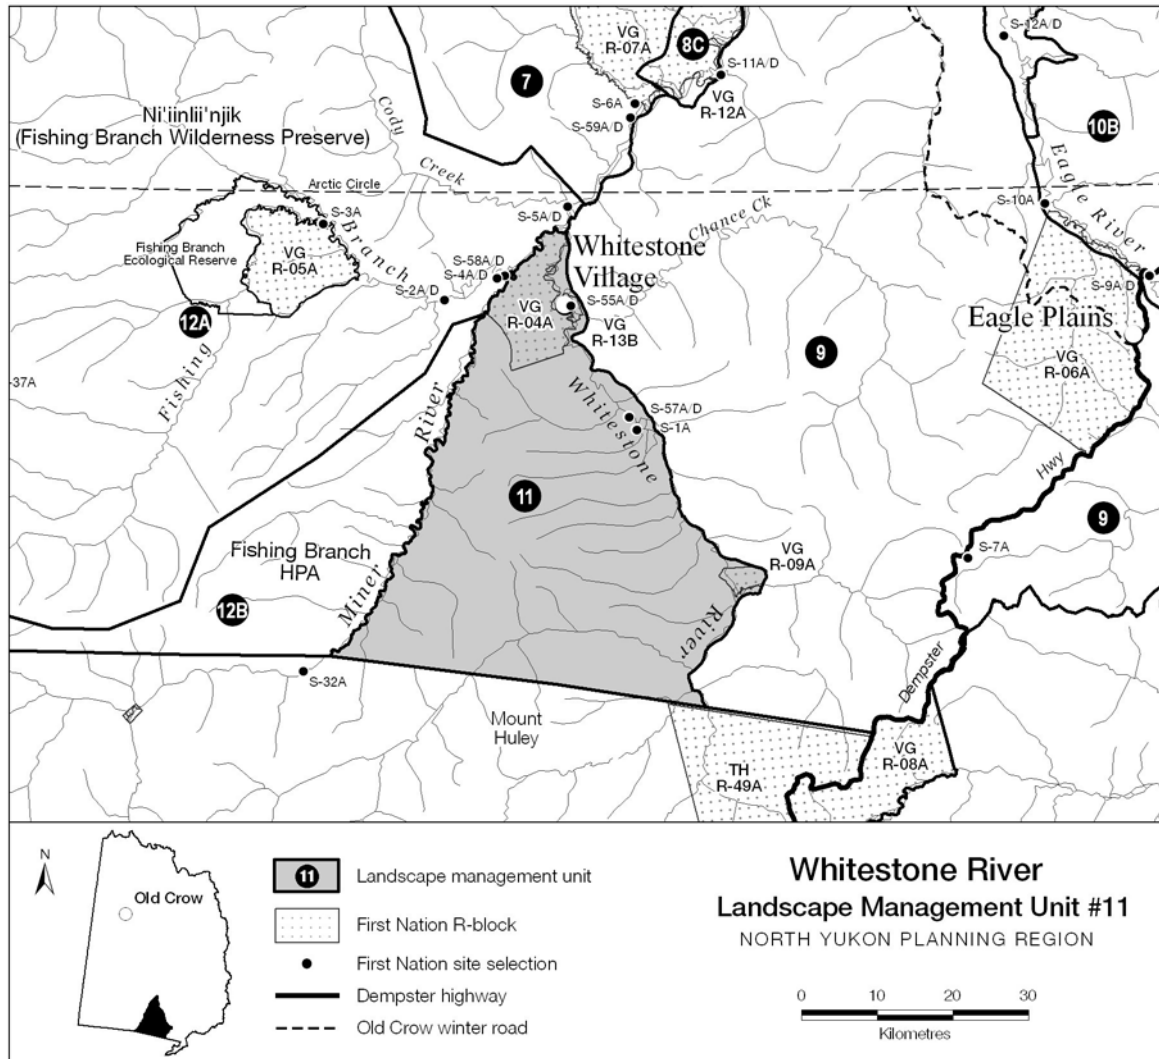 VG
R-07A
8C
S-12A/D
S-11A/D
7
VG
R-12A
S-6A
S-59A/D
10B
Ni'iinlii'njik
(Fishing Branch Wilderness Preserve)
Cody
Creek
Arctic Circle
Eagle River
S-10A
S-3A
S-5A/D
Chance Ck
Branch
Whitestone
Village
Fishing Branch
Ecological Reserve
VG
R-05A
S-58A/D
S-4A/D
S-2A/D
S-9A/D
VG
R-04A
S-55A/D
VG
R-13B
Eagle Plains
12A
9
VG
R-06A
-37A
Fishing
River
Whitestone
S-57A/D
S-1A
Hwy
11
9
Fishing Branch
HPA
VG
R-09A
S-7A
Miner
12B
River
Dempster
S-32A
Mount
Huley
VG
R-08A
TH
R-49A
N
Old Crow
11
Landscape management unit
First Nation R-block
First Nation site selection
Dempster highway
Old Crow winter road
Whitestone River
Landscape Management Unit #11
NORTH YUKON PLANNING REGION
0 10 20 30
Kilometres